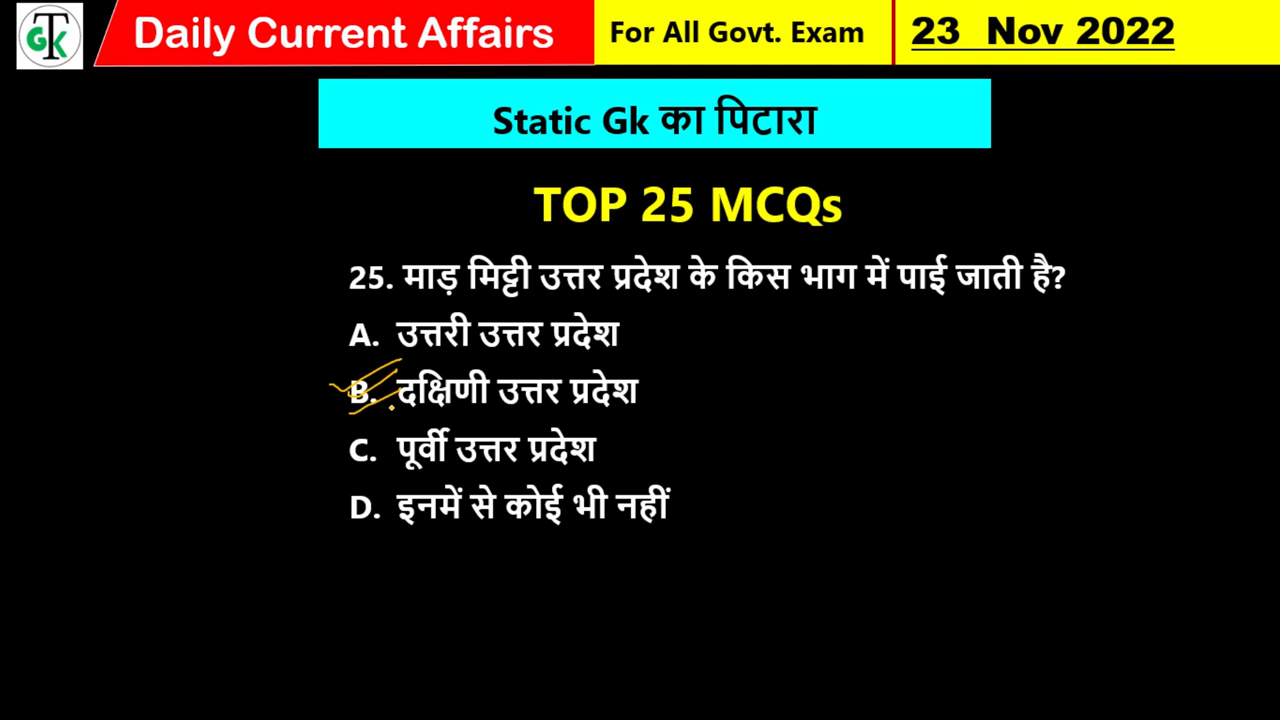 T
GK
Daily Current Affairs
For All Govt. Exam
23 Nov 2022
Static Gk का पिटारा
TOP 25 MCQs
25. माड़ मिट्टी उत्तर प्रदेश के किस भाग में पाई जाती है?
A. उत्तरी उत्तर प्रदेश
B. दक्षिणी उत्तर प्रदेश
C. पूर्वी उत्तर प्रदेश
D. इनमें से कोई भी नहीं